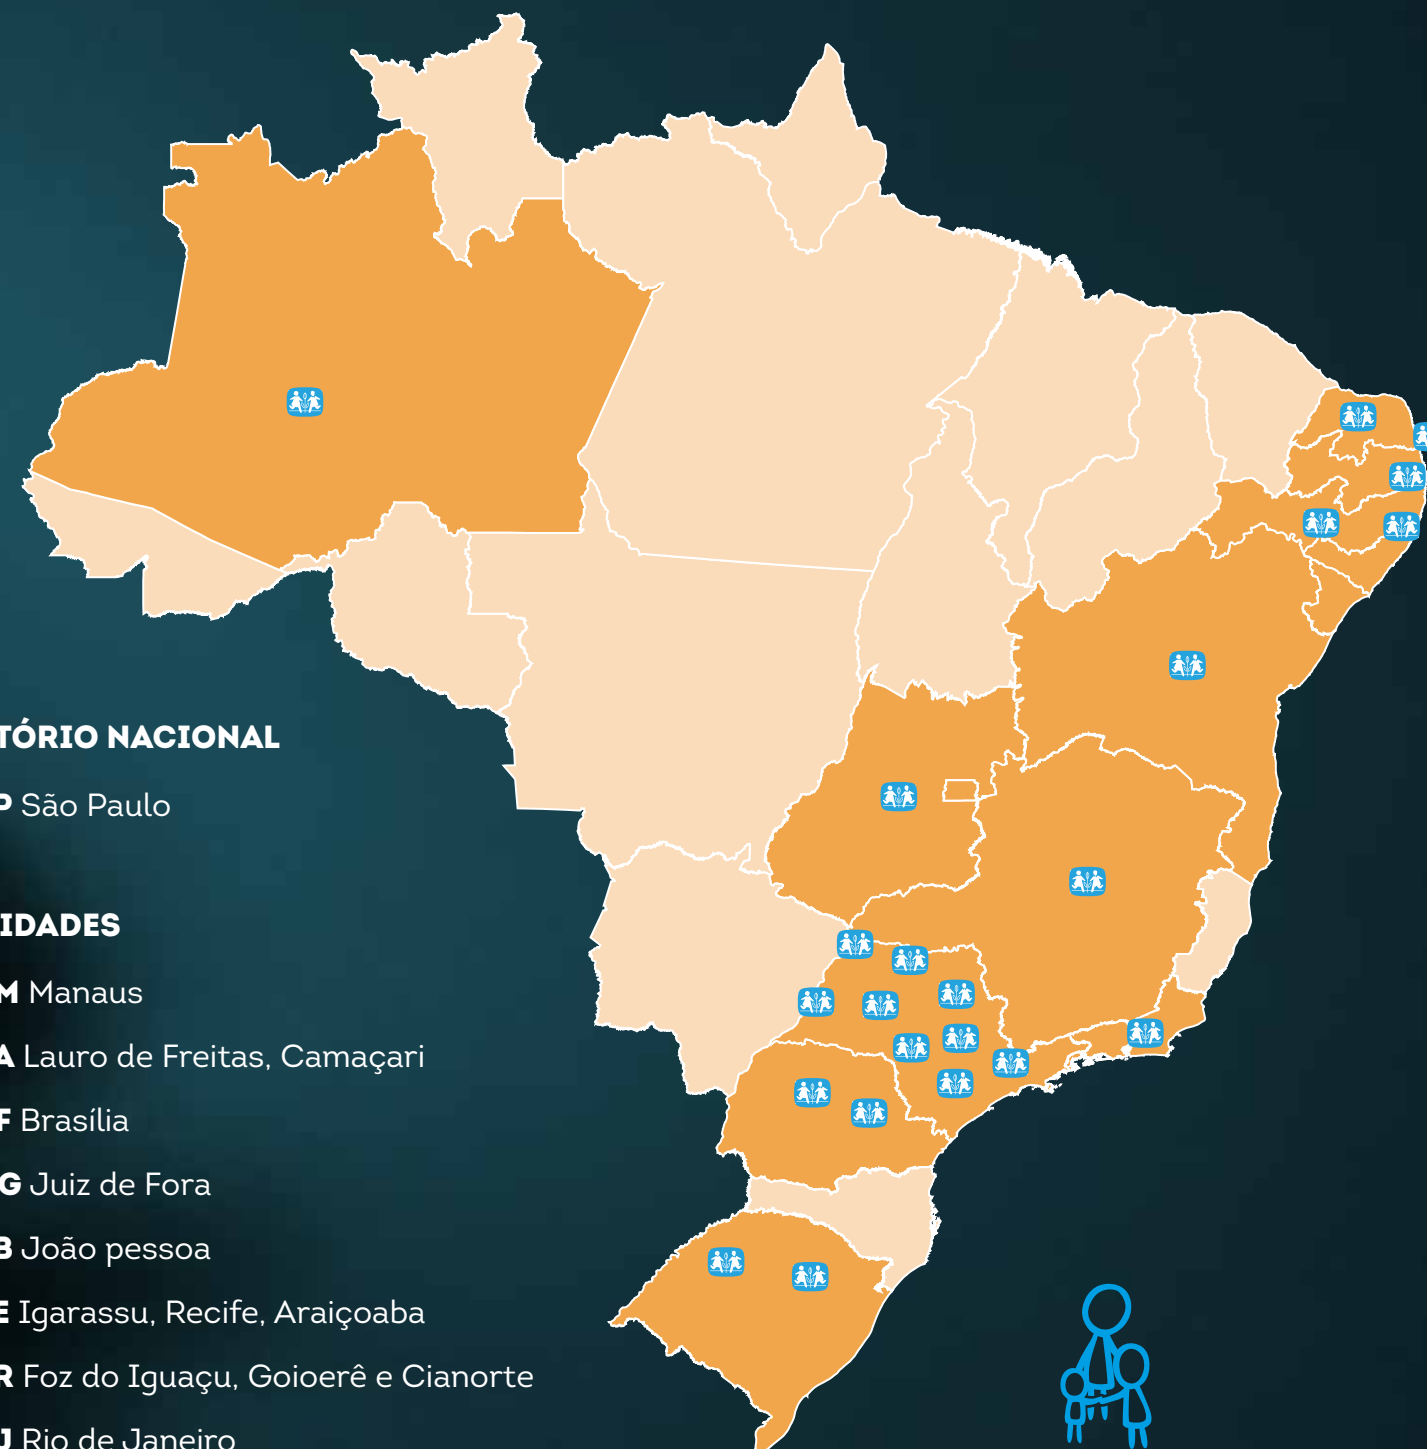 TÓRIO NACIONAL
P São Paulo
IDADES
M Manaus
A Lauro de Freitas, Camaçari
F Brasília
G Juiz de Fora
B João pessoa
E Igarassu, Recife, Araiçoaba
R Foz do Iguaçu, Goioerê e Cianorte
J Rio de Janeiro